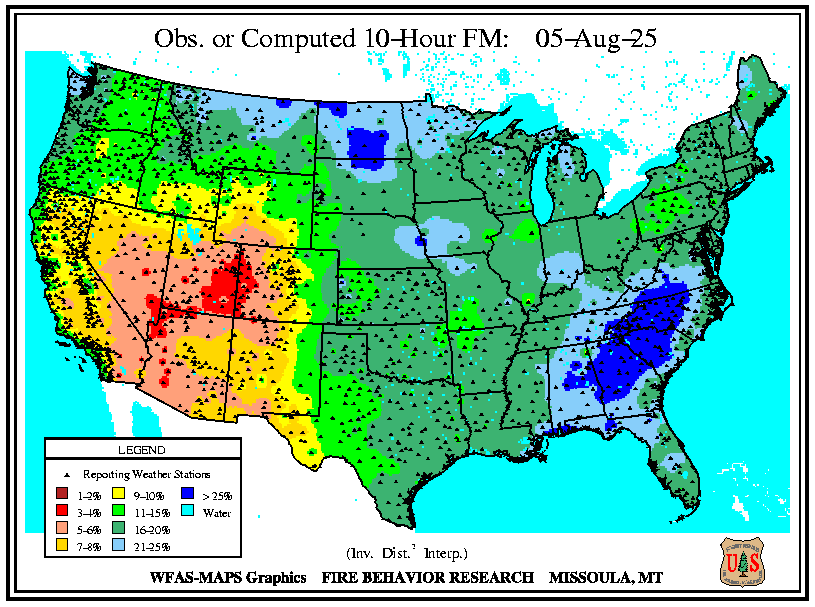 Obs. or Computed 10-Hour FM: 05-Aug-25
LEGEND
Reporting Weather Stations
1-2% 9-10% > 25%
3-4% 11-15% Water
5-6% 16-20%
7-8% 21-25%
(Inv. Dist.² Interp.)
WFAS-MAPS Graphics FIRE BEHAVIOR RESEARCH MISSOULA, MT
U S